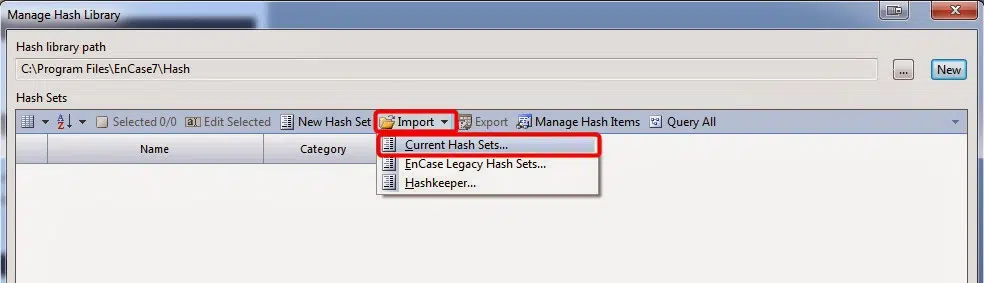 Manage Hash Library
Hash library path
C:\Program Files\EnCase7\Hash
...
New
Hash Sets
Selected 0/0 Edit Selected New Hash Set Import Export Manage Hash Items Query All
Name Category
Current Hash Sets...
EnCase Legacy Hash Sets...
Hashkeeper...